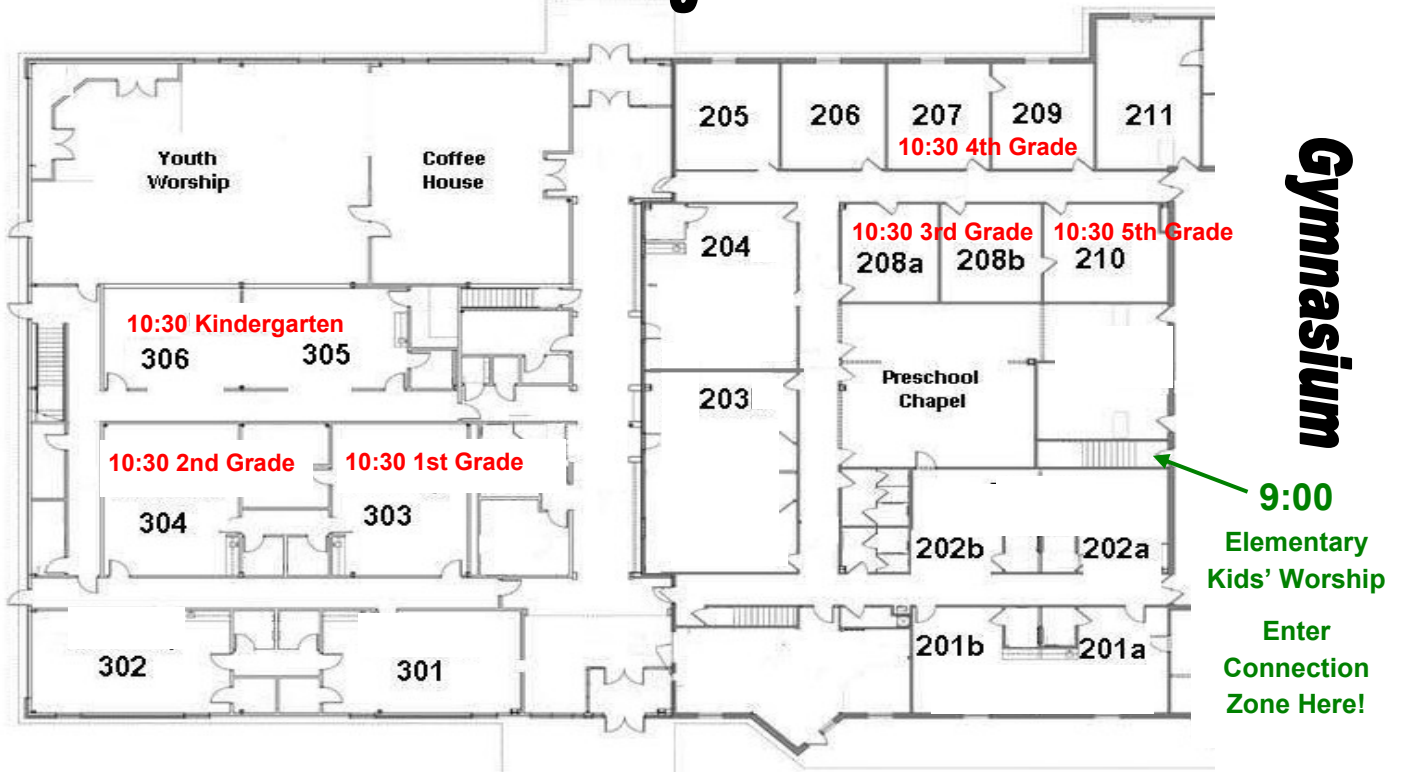 205
206
207
209
211
10:30 4th Grade
Youth
Worship
Coffee
House
Gymnasium
204
10:30 3rd Grade
208a
208b
10:30 5th Grade
210
10:30 Kindergarten
306
305
203
Preschool
Chapel
10:30 2nd Grade
10:30 1st Grade
304
303
9:00
Elementary
Kids’ Worship
Enter
Connection
Zone Here!
202b
202a
302
301
201b
201a